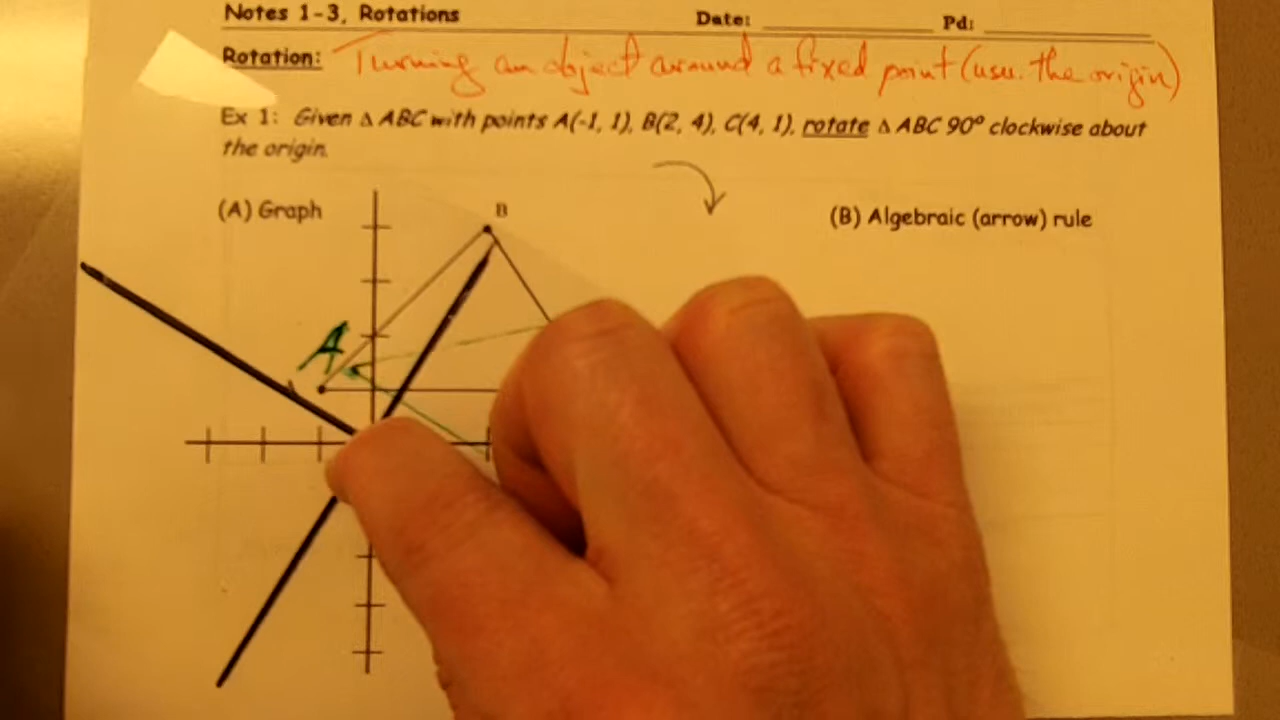 Notes 1-3, Rotations Date: Pd:
Rotation: Turning an object around a fixed point (usu. the origin)
Ex 1: Given Δ ABC with points A(-1, 1), B(2, 4), C(4, 1), rotate Δ ABC 90° clockwise about
the origin.
(A) Graph B (B) Algebraic (arrow) rule
A